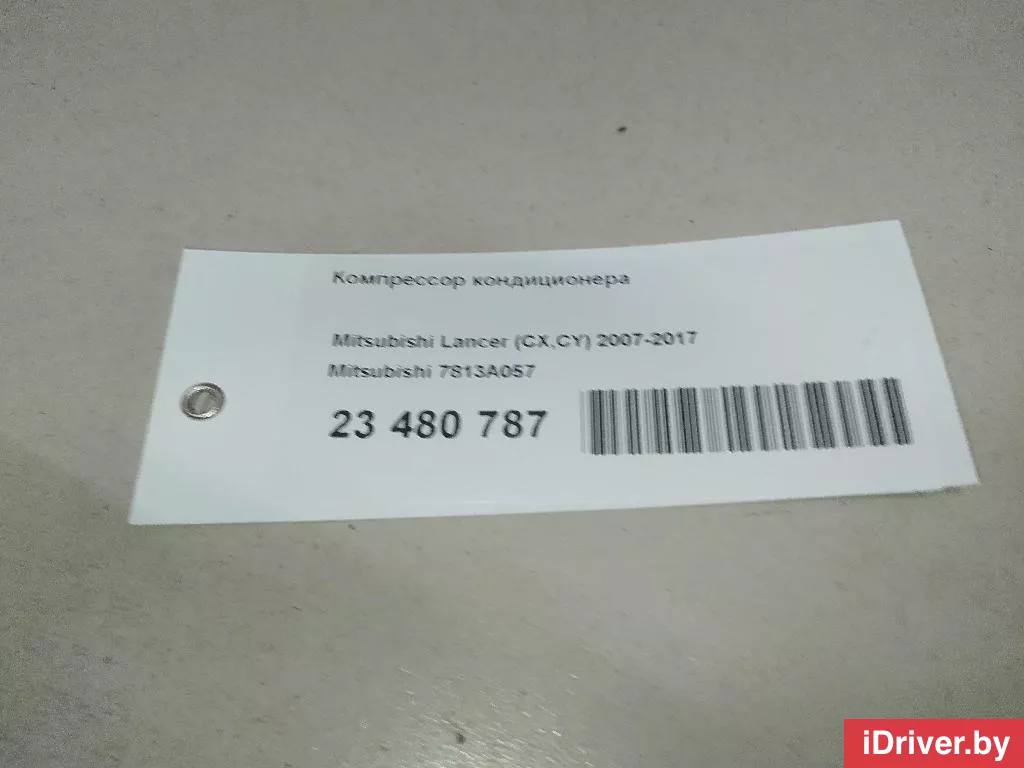 Компрессор кондиционера
Mitsubishi Lancer (CX,CY) 2007-2017
Mitsubishi 7813A057
23 480 787
iDriver.by